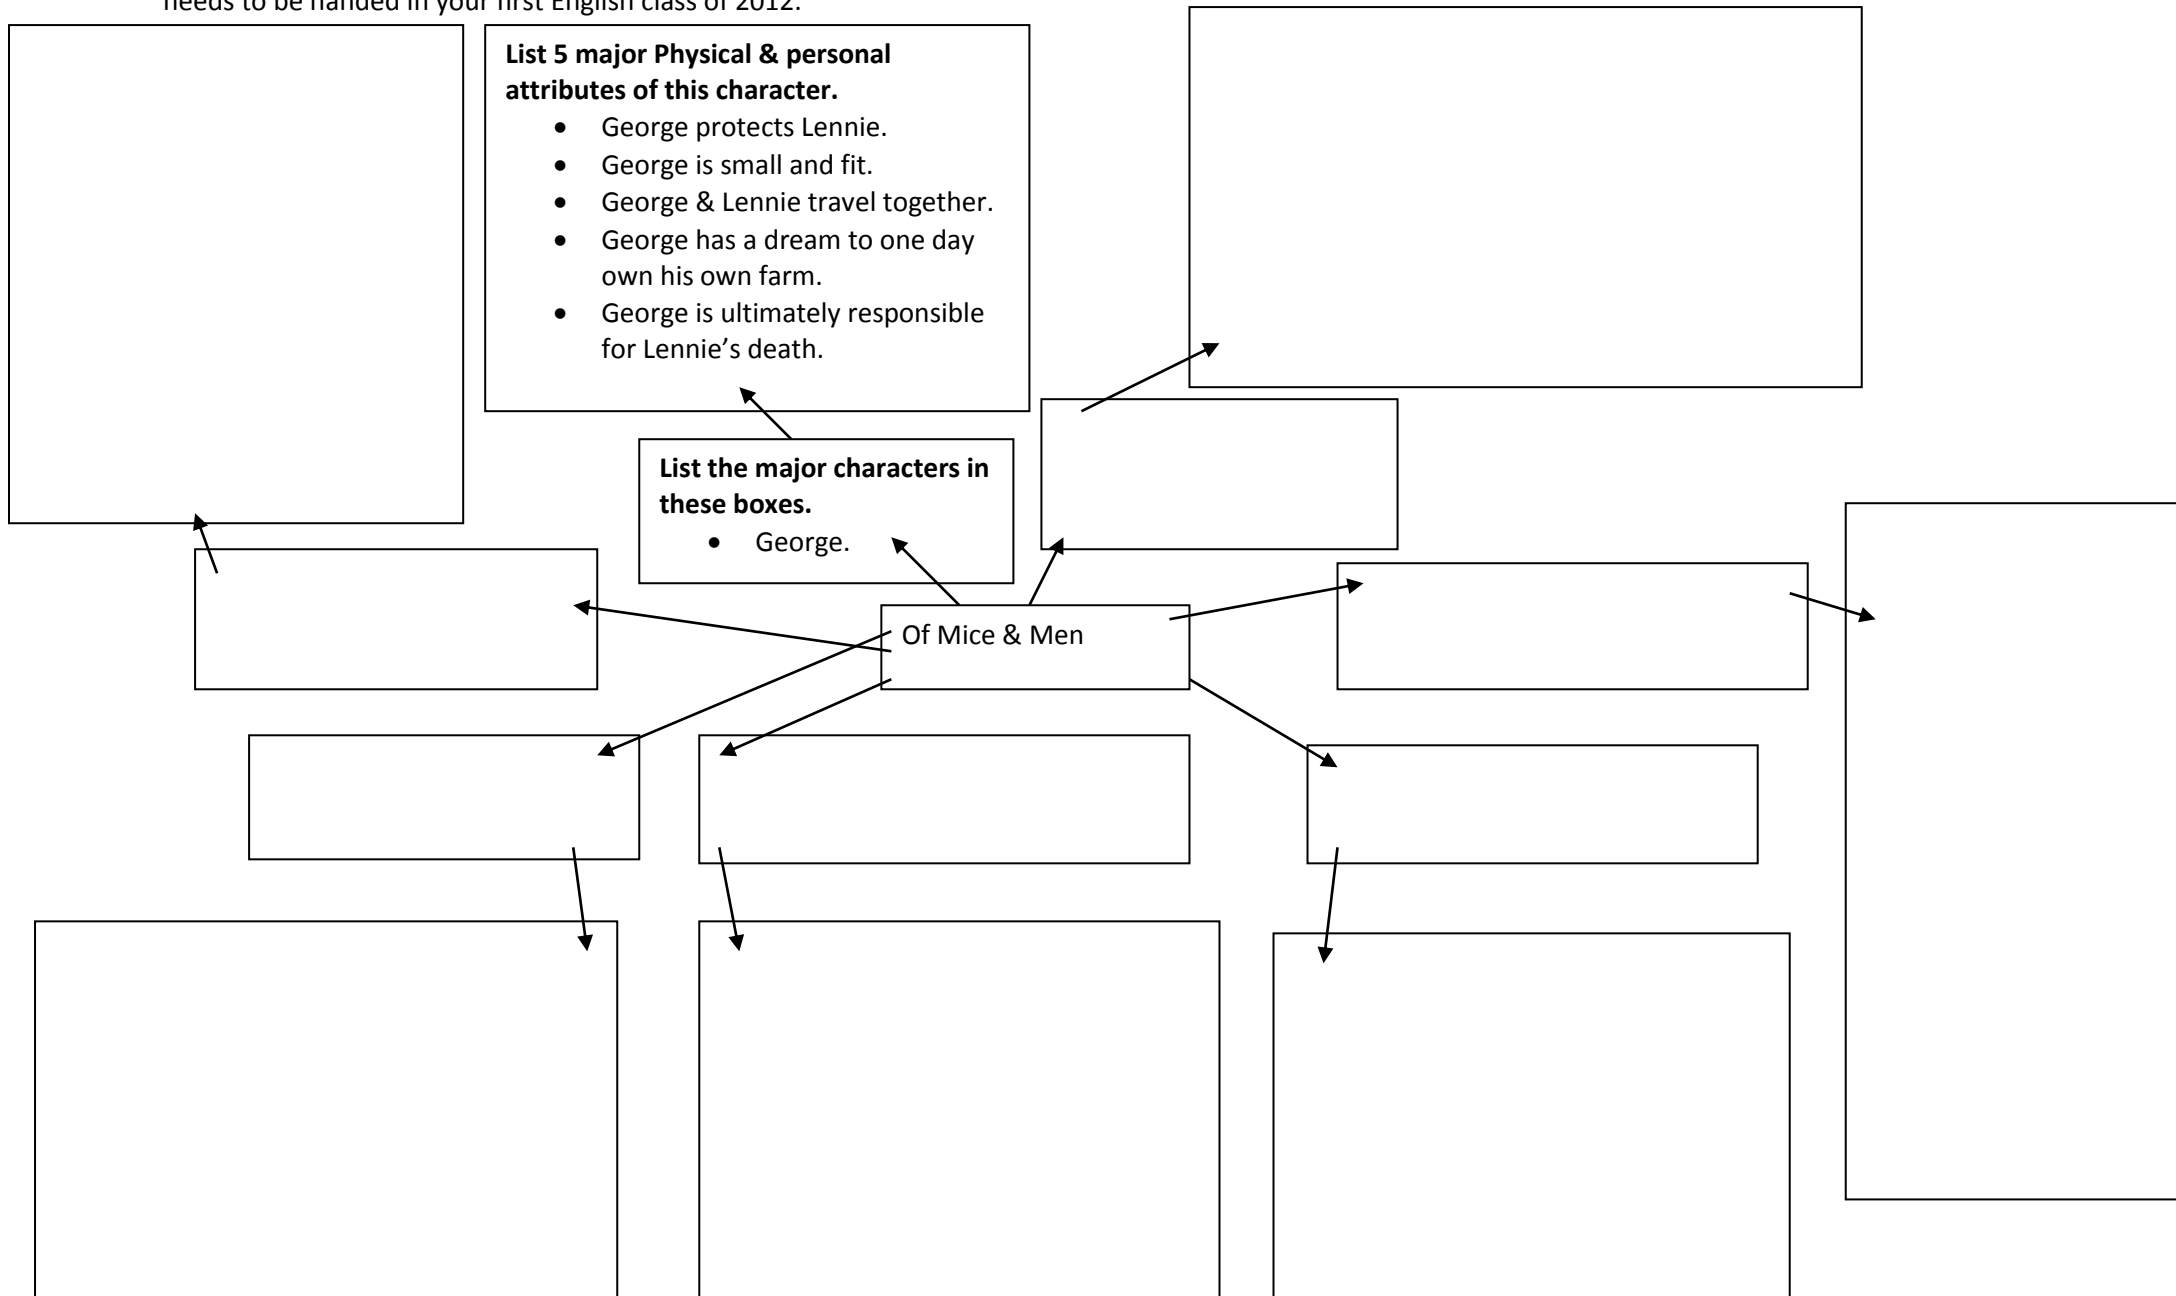 needs to be handed in your first English class of 2012.
List 5 major Physical & personal
attributes of this character.
• George protects Lennie.
• George is small and fit.
• George & Lennie travel together.
• George has a dream to one day
own his own farm.
• George is ultimately responsible
for Lennie’s death.
List the major characters in
these boxes.
• George.
Of Mice & Men